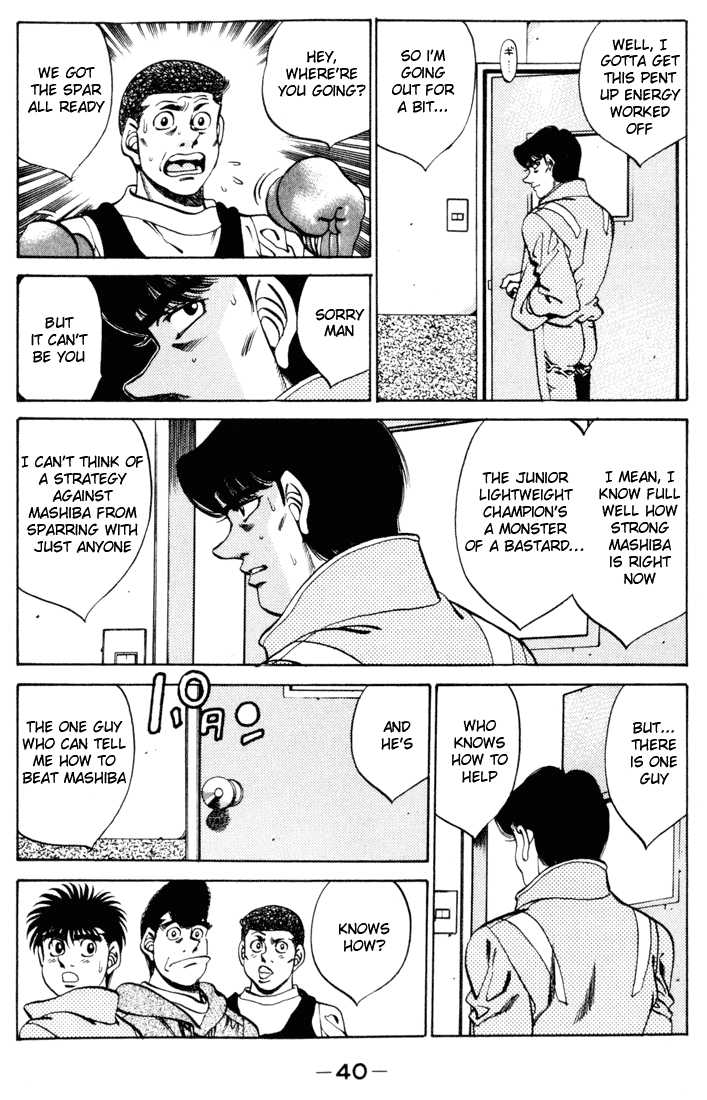 WELL, I
GOTTA GET
THIS PENT
UP ENERGY
WORKED
OFF
ギ…
SO I'M
GOING
OUT FOR
A BIT...
HEY,
WHERE'RE
YOU GOING?
WE GOT
THE SPAR
ALL READY
SORRY
MAN
BUT
IT CAN'T
BE YOU
I MEAN, I
KNOW FULL
WELL HOW
STRONG
MASHIBA
IS RIGHT
NOW
THE JUNIOR
LIGHTWEIGHT
CHAMPION'S
A MONSTER
OF A BASTARD...
I CAN'T THINK OF
A STRATEGY
AGAINST
MASHIBA FROM
SPARRING WITH
JUST ANYONE
BUT...
THERE
IS ONE
GUY
WHO
KNOWS
HOW TO
HELP
AND
HE'S
THE ONE GUY
WHO CAN TELL
ME HOW TO
BEAT MASHIBA
KNOWS
HOW?
—40—